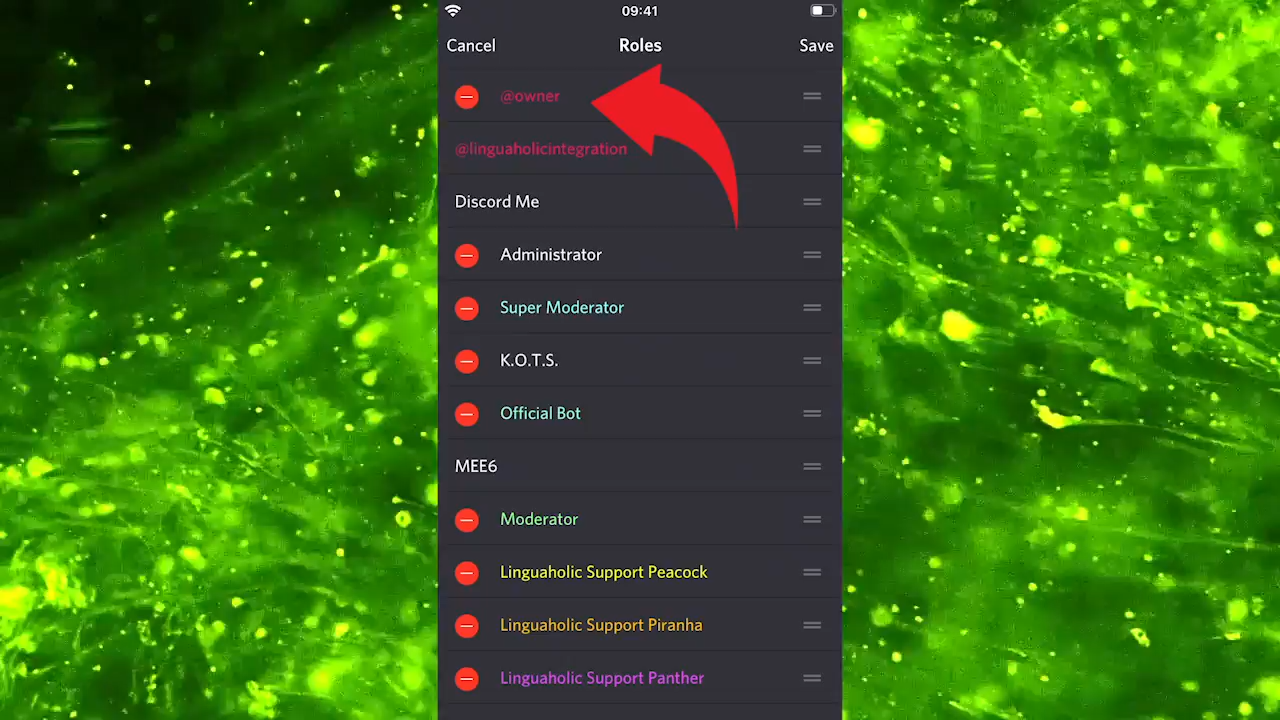 09:41
Cancel Roles Save
@owner
@linguaholicintegration
Discord Me
Administrator
Super Moderator
K.O.T.S.
Official Bot
MEE6
Moderator
Linguaholic Support Peacock
Linguaholic Support Piranha
Linguaholic Support Panther